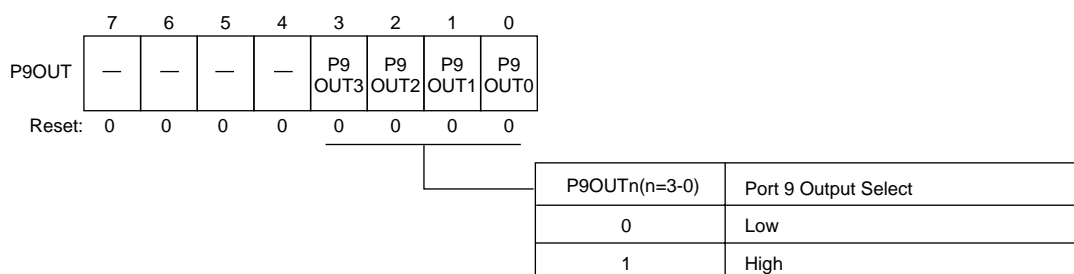 7 6 5 4 3 2 1 0
P9OUT — — — — P9 OUT3 P9 OUT2 P9 OUT1 P9 OUT0
Reset: 0 0 0 0 0 0 0 0
P9OUTn(n=3-0) Port 9 Output Select
0 Low
1 High